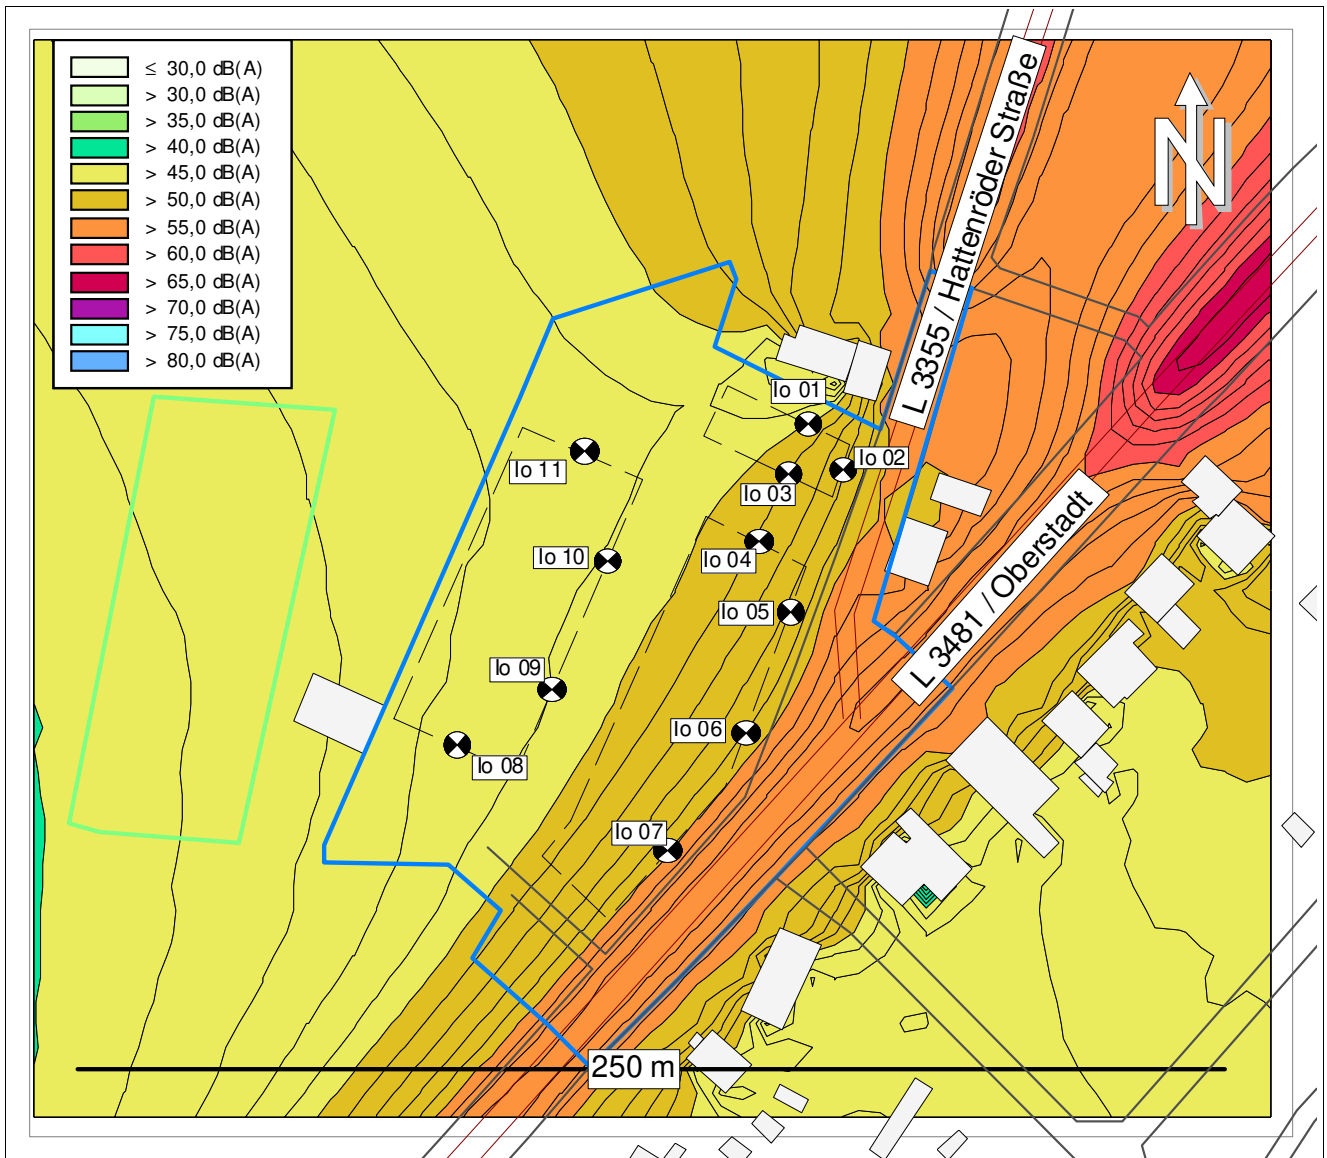 ≤ 30,0 dB(A)
> 30,0 dB(A)
> 35,0 dB(A)
> 40,0 dB(A)
> 45,0 dB(A)
> 50,0 dB(A)
> 55,0 dB(A)
> 60,0 dB(A)
> 65,0 dB(A)
> 70,0 dB(A)
> 75,0 dB(A)
> 80,0 dB(A)
N
L 3355 / Hattenröder Straße
Io 01
Io 02
Io 11
Io 03
Io 10
Io 04
L 3481 / Oberstadt
Io 05
Io 09
Io 06
Io 08
Io 07
250 m